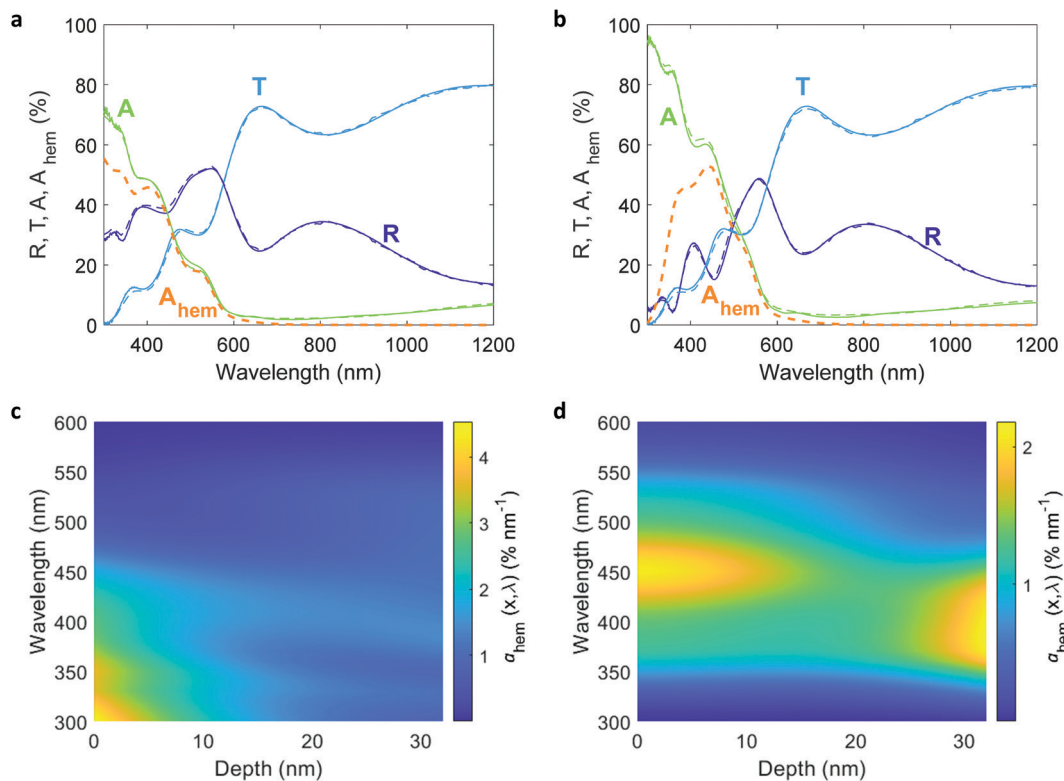 a
R, T, A, A hem (%)
100
80
60
40
20
0
A
T
R
A hem
400 600 800 1000 1200
Wavelength (nm)
b
R, T, A, A hem (%)
100
80
60
40
20
0
A
T
R
A hem
400 600 800 1000 1200
Wavelength (nm)
c
Wavelength (nm)
600
550
500
450
400
350
300
0 10 20 30
Depth (nm)
4
3
2
1
a hem (x,λ) (% nm-1)
d
Wavelength (nm)
600
550
500
450
400
350
300
0 10 20 30
Depth (nm)
2
1
a hem (x,λ) (% nm-1)